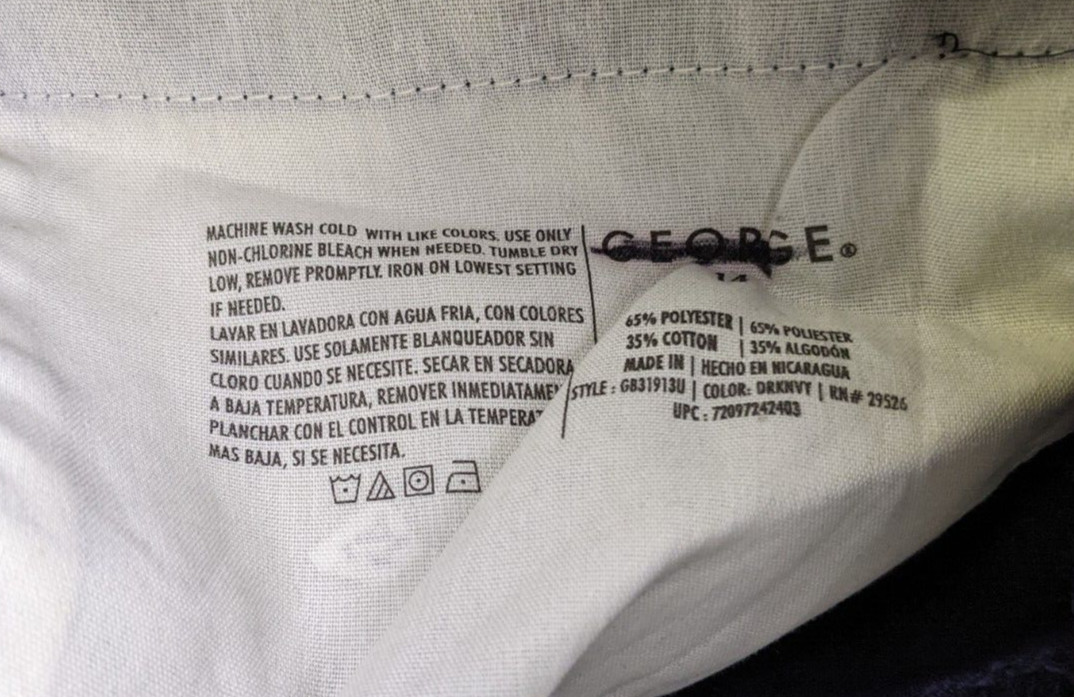 MACHINE WASH COLD WITH LIKE COLORS. USE ONLY
NON-CHLORINE BLEACH WHEN NEEDED. TUMBLE DRY
LOW, REMOVE PROMPTLY. IRON ON LOWEST SETTING
IF NEEDED.
LAVAR EN LAVADORA CON AGUA FRIA, CON COLORES
SIMILARES. USE SOLAMENTE BLANQUEADOR SIN
CLORO CUANDO SE NECESITE. SECAR EN SECADORA
A BAJA TEMPERATURA, REMOVER
PLANCHAR CON EL CONTROL EN LA
MAS BAJA, SI SE NECESITA.
GEORGE®
14
65% POLYESTER | 65% POLIESTER
35% COTTON | 35% ALGODÓN
MADE IN | HECHO EN NICARAGUA
STYLE : GB31913U | COLOR: DRKNVY | RN# 29526
UPC : 72097242403